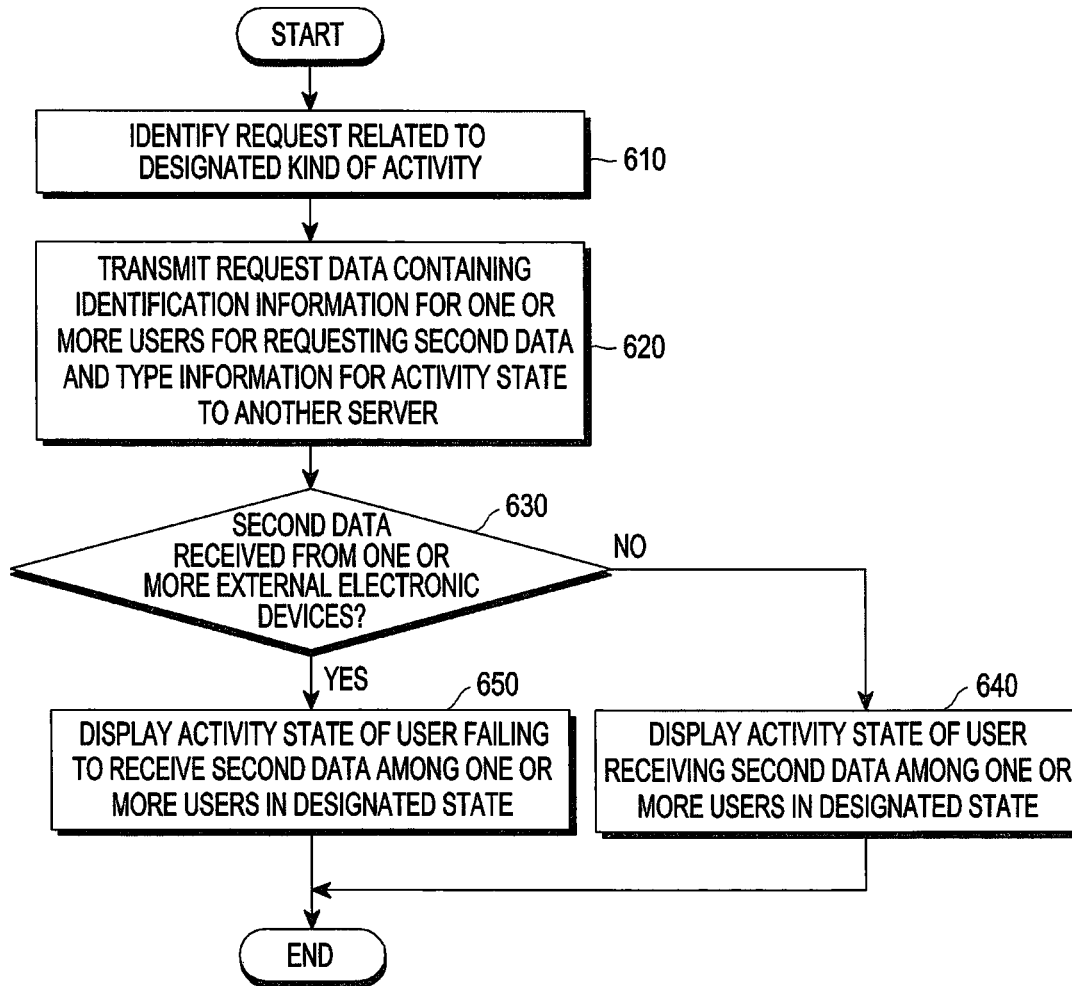 START
IDENTIFY REQUEST RELATED TO
DESIGNATED KIND OF ACTIVITY
610
TRANSMIT REQUEST DATA CONTAINING
IDENTIFICATION INFORMATION FOR ONE OR
MORE USERS FOR REQUESTING SECOND DATA
AND TYPE INFORMATION FOR ACTIVITY STATE
TO ANOTHER SERVER
620
630
SECOND DATA
RECEIVED FROM ONE OR
MORE EXTERNAL ELECTRONIC
DEVICES?
NO
YES
650
DISPLAY ACTIVITY STATE OF USER FAILING
TO RECEIVE SECOND DATA AMONG ONE OR
MORE USERS IN DESIGNATED STATE
640
DISPLAY ACTIVITY STATE OF USER
RECEIVING SECOND DATA AMONG ONE OR
MORE USERS IN DESIGNATED STATE
END